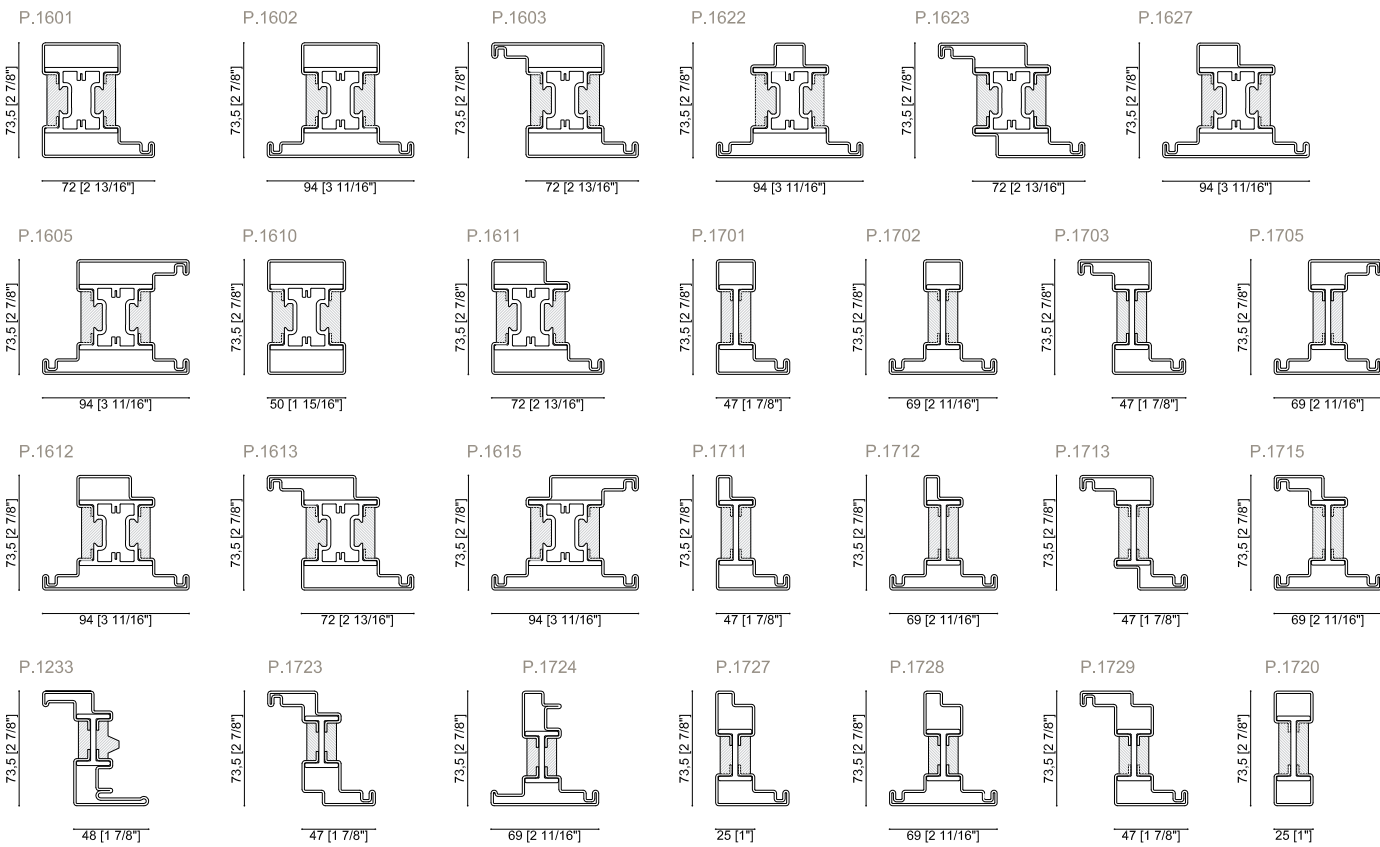 P.1601 P.1602 P.1603 P.1622 P.1623 P.1627
73,5 [2 7/8"] 73,5 [2 7/8"] 73,5 [2 7/8"] 73,5 [2 7/8"] 73,5 [2 7/8"] 73,5 [2 7/8"]
72 [2 13/16"] 94 [3 11/16"] 72 [2 13/16"] 94 [3 11/16"] 72 [2 13/16"] 94 [3 11/16"]
P.1605 P.1610 P.1611 P.1701 P.1702 P.1703 P.1705
73,5 [2 7/8"] 73,5 [2 7/8"] 73,5 [2 7/8"] 73,5 [2 7/8"] 73,5 [2 7/8"] 73,5 [2 7/8"] 73,5 [2 7/8"]
94 [3 11/16"] 50 [1 15/16"] 72 [2 13/16"] 47 [1 7/8"] 69 [2 11/16"] 47 [1 7/8"] 69 [2 11/16"]
P.1612 P.1613 P.1615 P.1711 P.1712 P.1713 P.1715
73,5 [2 7/8"] 73,5 [2 7/8"] 73,5 [2 7/8"] 73,5 [2 7/8"] 73,5 [2 7/8"] 73,5 [2 7/8"] 73,5 [2 7/8"]
94 [3 11/16"] 72 [2 13/16"] 94 [3 11/16"] 47 [1 7/8"] 69 [2 11/16"] 47 [1 7/8"] 69 [2 11/16"]
P.1233 P.1723 P.1724 P.1727 P.1728 P.1729 P.1720
73,5 [2 7/8"] 73,5 [2 7/8"] 73,5 [2 7/8"] 73,5 [2 7/8"] 73,5 [2 7/8"] 73,5 [2 7/8"] 73,5 [2 7/8"]
48 [1 7/8"] 47 [1 7/8"] 69 [2 11/16"] 25 [1"] 69 [2 11/16"] 47 [1 7/8"] 25 [1"]